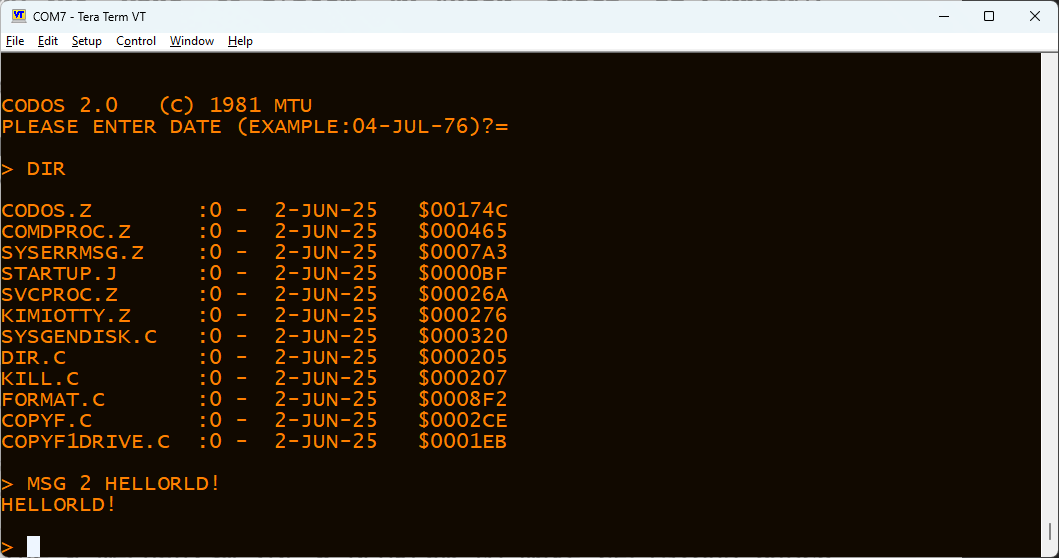 COM7 - Tera Term VT
File Edit Setup Control Window Help
CODOS 2.0   (C) 1981 MTU
PLEASE ENTER DATE (EXAMPLE:04-JUL-76)?=
> DIR
CODOS.Z        :0 -  2-JUN-25   $00174C
COMDPROC.Z     :0 -  2-JUN-25   $000465
SYSERRMSG.Z    :0 -  2-JUN-25   $0007A3
STARTUP.J      :0 -  2-JUN-25   $0000BF
SVCPROC.Z      :0 -  2-JUN-25   $00026A
KIMIOTTY.Z     :0 -  2-JUN-25   $000276
SYSGENDISK.C   :0 -  2-JUN-25   $000320
DIR.C          :0 -  2-JUN-25   $000205
KILL.C         :0 -  2-JUN-25   $000207
FORMAT.C       :0 -  2-JUN-25   $0008F2
COPYF.C        :0 -  2-JUN-25   $0002CE
COPYF1DRIVE.C  :0 -  2-JUN-25   $0001EB
> MSG 2 HELLORLD!
HELLORLD!
>